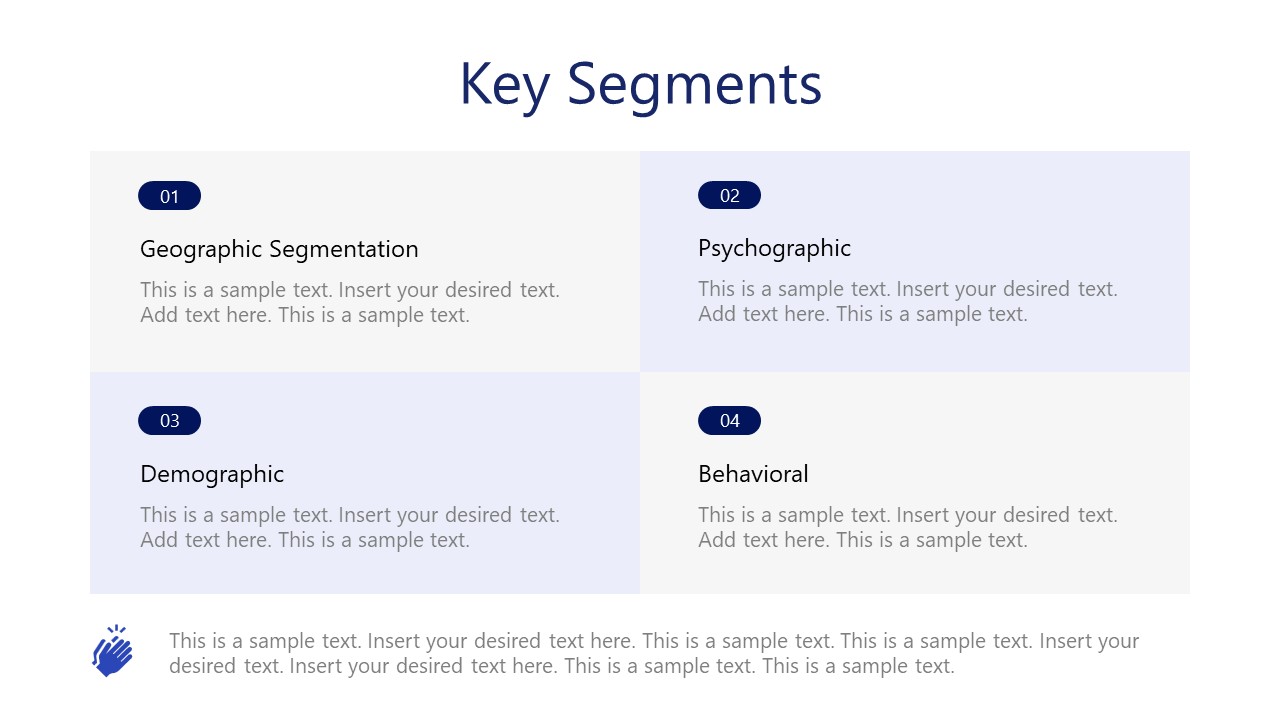 Key Segments
01
Geographic Segmentation
This is a sample text. Insert your desired text.
Add text here. This is a sample text.
02
Psychographic
This is a sample text. Insert your desired text.
Add text here. This is a sample text.
03
Demographic
This is a sample text. Insert your desired text.
Add text here. This is a sample text.
04
Behavioral
This is a sample text. Insert your desired text.
Add text here. This is a sample text.
This is a sample text. Insert your desired text here. This is a sample text. This is a sample text. Insert your
desired text. Insert your desired text here. This is a sample text. This is a sample text.